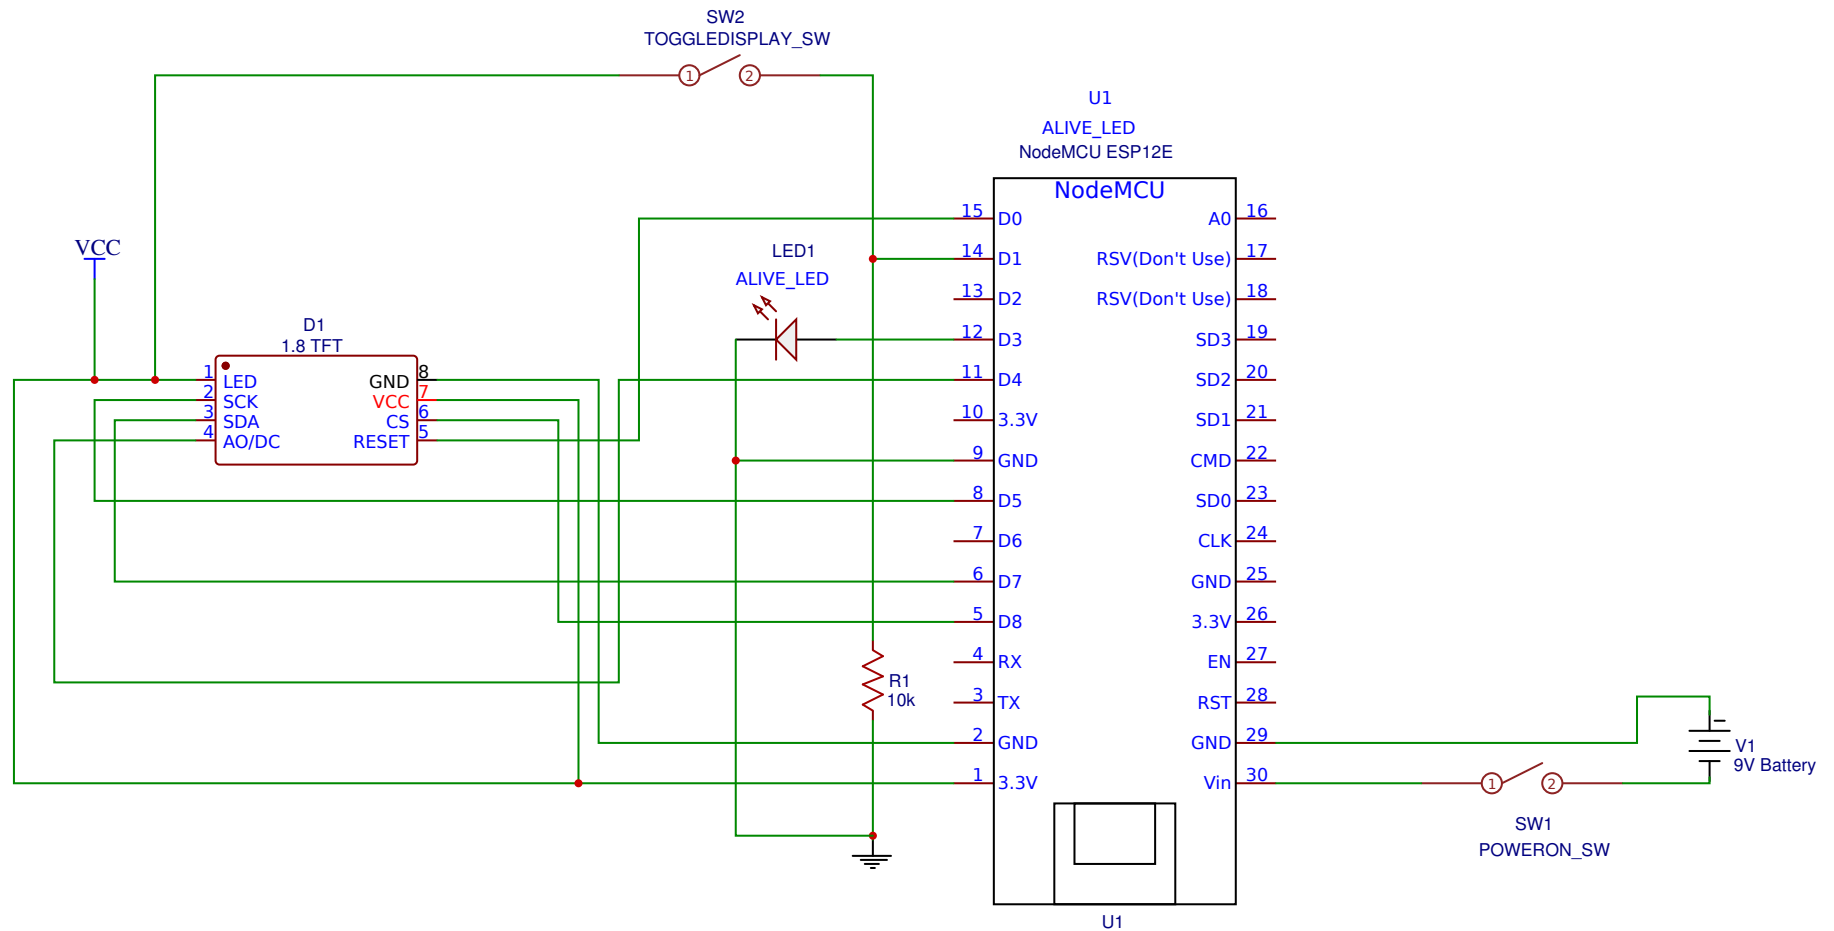 SW2
TOGGLEDISPLAY_SW
1
2
U1
ALIVE_LED
NodeMCU ESP12E
NodeMCU
VCC
LED1
ALIVE_LED
D1
1.8 TFT
1 LED
2 SCK
3 SDA
4 AO/DC
GND 8
VCC 7
CS 6
RESET 5
15 D0
14 D1
13 D2
12 D3
11 D4
10 3.3V
9 GND
8 D5
7 D6
6 D7
5 D8
4 RX
3 TX
2 GND
1 3.3V
A0 16
RSV(Don't Use) 17
RSV(Don't Use) 18
SD3 19
SD2 20
SD1 21
CMD 22
SD0 23
CLK 24
GND 25
3.3V 26
EN 27
RST 28
GND 29
Vin 30
R1
10k
V1
9V Battery
1
2
SW1
POWERON_SW
U1